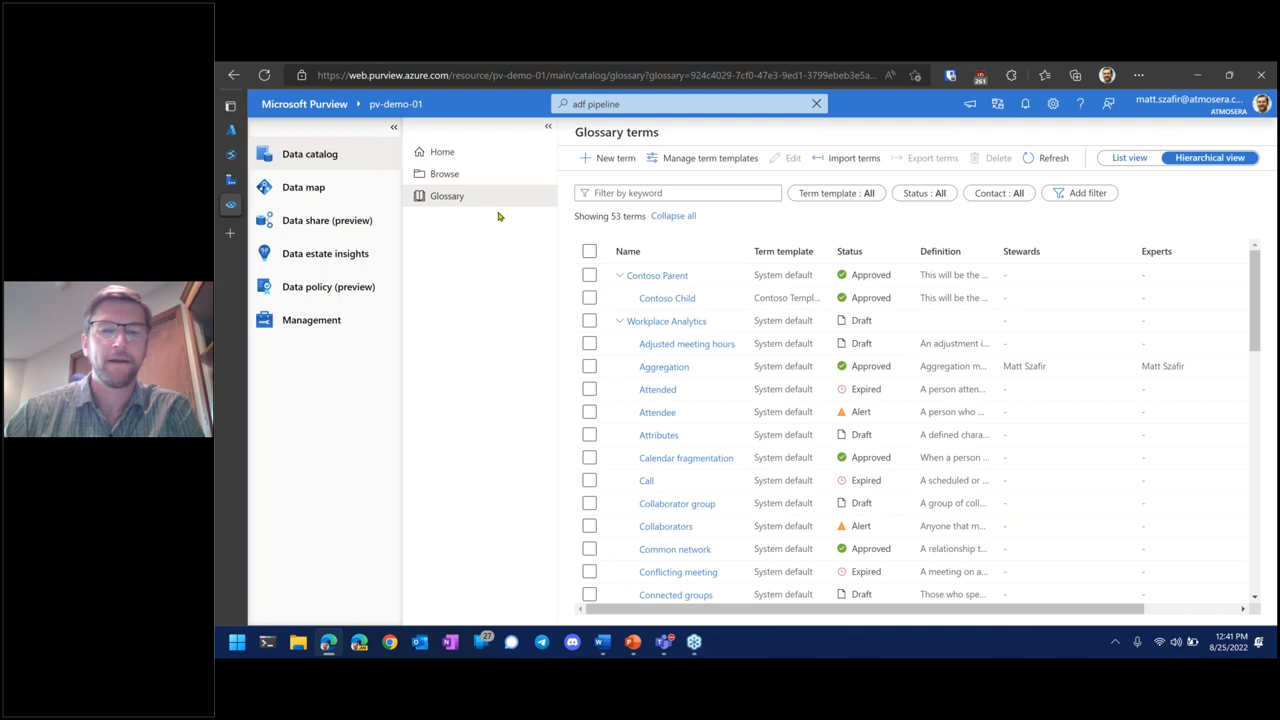 https://web.purview.azure.com/resource/pv-demo-01/main/catalog/glossary?glossary=924c4029-7cf0-47e3-9ed1-3799ebeb3e5a...
261
Microsoft Purview > pv-demo-01
adf pipeline
matt.szafir@atmosera.c...
ATMOSERA
Data catalog
Data map
Data share (preview)
Data estate insights
Data policy (preview)
Management
Home
Browse
Glossary
Glossary terms
New term Manage term templates Edit Import terms Export terms Delete Refresh List view Hierarchical view
Filter by keyword Term template : All Status : All Contact : All Add filter
Showing 53 terms Collapse all
Name Term template Status Definition Stewards Experts
Contoso Parent System default Approved This will be the ... - -
Contoso Child Contoso Templ... Approved This will be the ... - -
Workplace Analytics System default Draft - -
Adjusted meeting hours System default Draft An adjustment i... - -
Aggregation System default Approved Aggregation m... Matt Szafir Matt Szafir
Attended System default Expired A person atten... - -
Attendee System default Alert A person who ... - -
Attributes System default Draft A defined chara... - -
Calendar fragmentation System default Approved When a person ... - -
Call System default Expired A scheduled or ... - -
Collaborator group System default Draft A group of coll... - -
Collaborators System default Alert Anyone that m... - -
Common network System default Approved A relationship t... - -
Conflicting meeting System default Expired A meeting on a... - -
Connected groups System default Draft Those who spe... - -
27
12:41 PM
8/25/2022